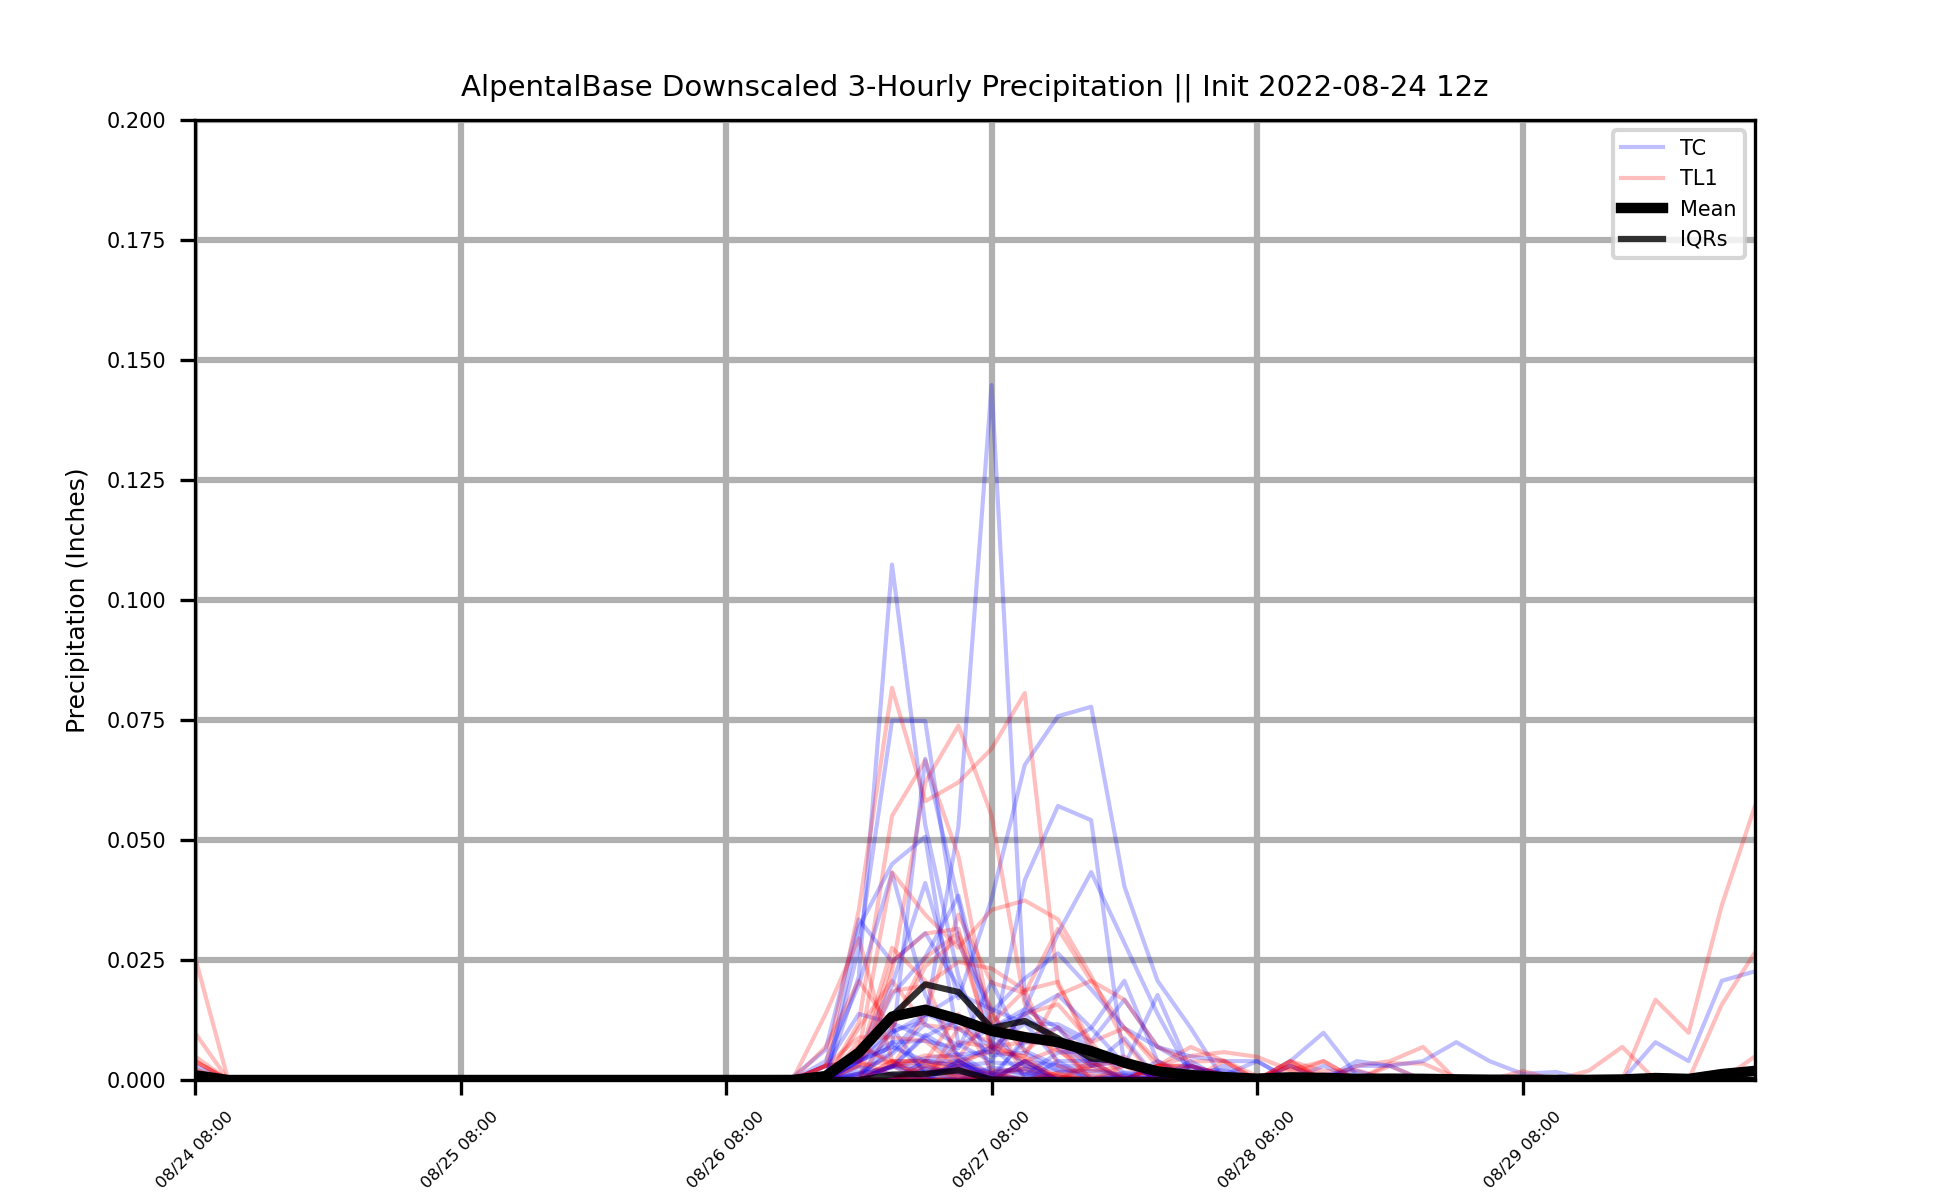 AlpentalBase Downscaled 3-Hourly Precipitation || Init 2022-08-24 12z
TC
TL1
Mean
IQRs
Precipitation (Inches)
0.200
0.175
0.150
0.125
0.100
0.075
0.050
0.025
0.000
08/24 08:00
08/25 08:00
08/26 08:00
08/27 08:00
08/28 08:00
08/29 08:00